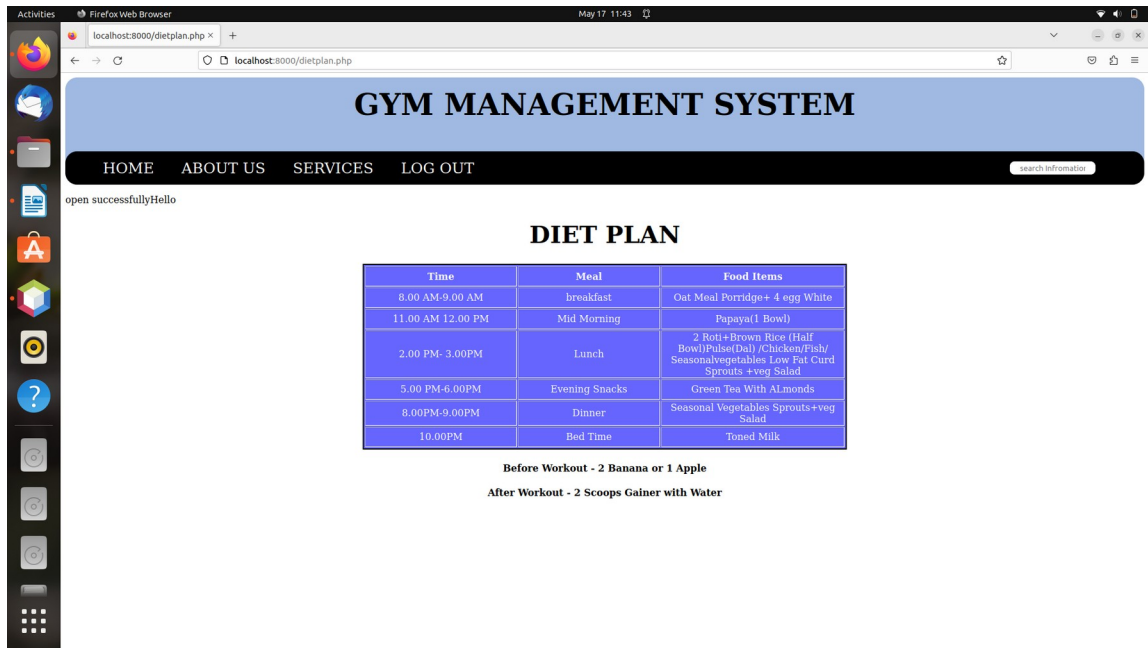 Activities Firefox Web Browser May 17 11:43
localhost:8000/dietplan.php × +
localhost:8000/dietplan.php
GYM MANAGEMENT SYSTEM
HOME ABOUT US SERVICES LOG OUT search Infromation
open successfullyHello
DIET PLAN
Time Meal Food Items
8.00 AM-9.00 AM breakfast Oat Meal Porridge+ 4 egg White
11.00 AM 12.00 PM Mid Morning Papaya(1 Bowl)
2.00 PM- 3.00PM Lunch 2 Roti+Brown Rice (Half
Bowl)Pulse(Dal) /Chicken/Fish/
Seasonalvegetables Low Fat Curd
Sprouts +veg Salad
5.00 PM-6.00PM Evening Snacks Green Tea With ALmonds
8.00PM-9.00PM Dinner Seasonal Vegetables Sprouts+veg
Salad
10.00PM Bed Time Toned Milk
Before Workout - 2 Banana or 1 Apple
After Workout - 2 Scoops Gainer with Water